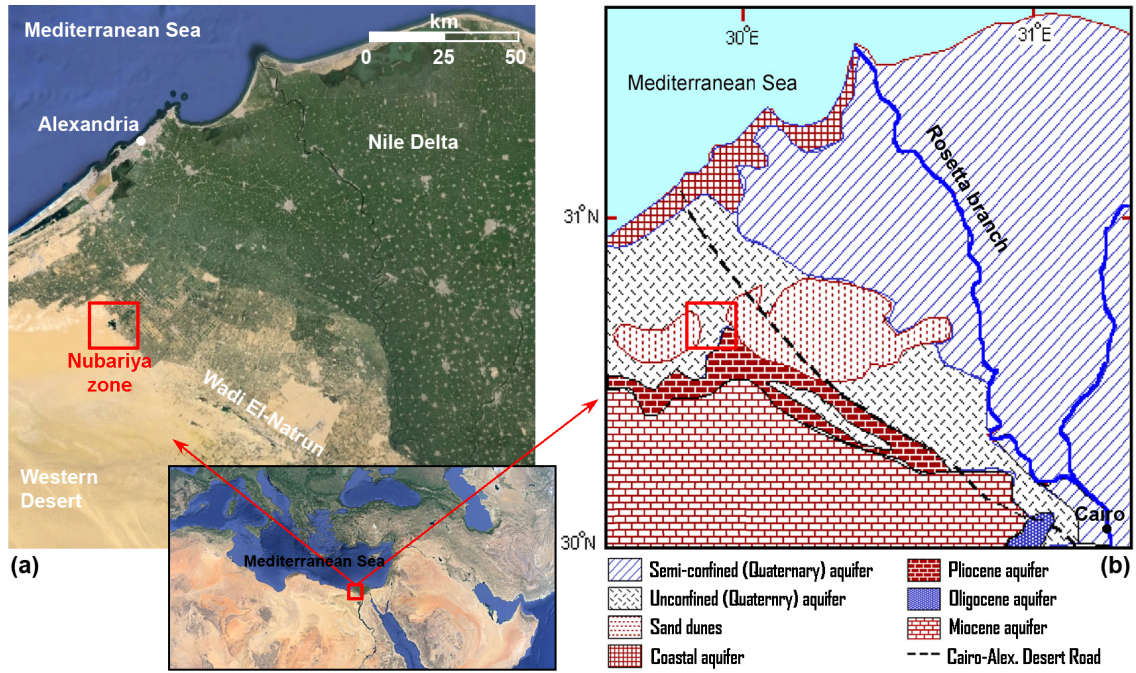 Mediterranean Sea
km
0 25 50
Alexandria
Nile Delta
Nubariya
zone
Wadi El-Natrun
Western
Desert
(a)
Mediterranean Sea
30°E
31°E
Mediterranean Sea
Rosetta branch
31°N
Cairo
30°N
(b)
Semi-confined (Quaternary) aquifer
Unconfined (Quaternry) aquifer
Sand dunes
Coastal aquifer
Pliocene aquifer
Oligocene aquifer
Miocene aquifer
Cairo-Alex. Desert Road